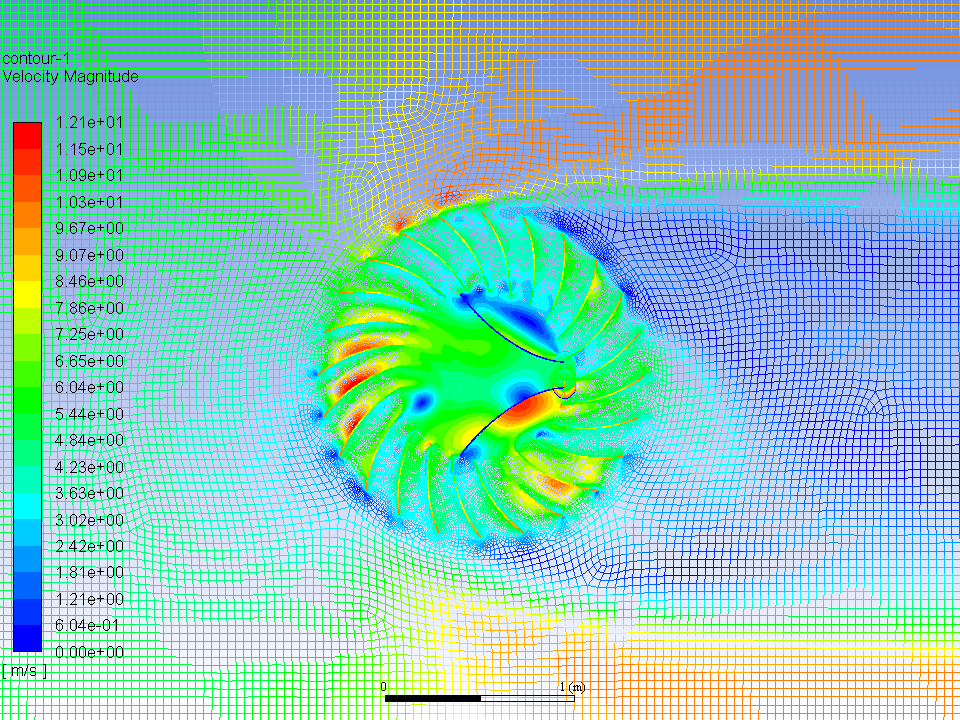 contour-1
Velocity Magnitude
1.21e+01
1.15e+01
1.09e+01
1.03e+01
9.67e+00
9.07e+00
8.46e+00
7.86e+00
7.25e+00
6.65e+00
6.04e+00
5.44e+00
4.84e+00
4.23e+00
3.63e+00
3.02e+00
2.42e+00
1.81e+00
1.21e+00
6.04e-01
0.00e+00
[ m/s ]
0 1 (m)